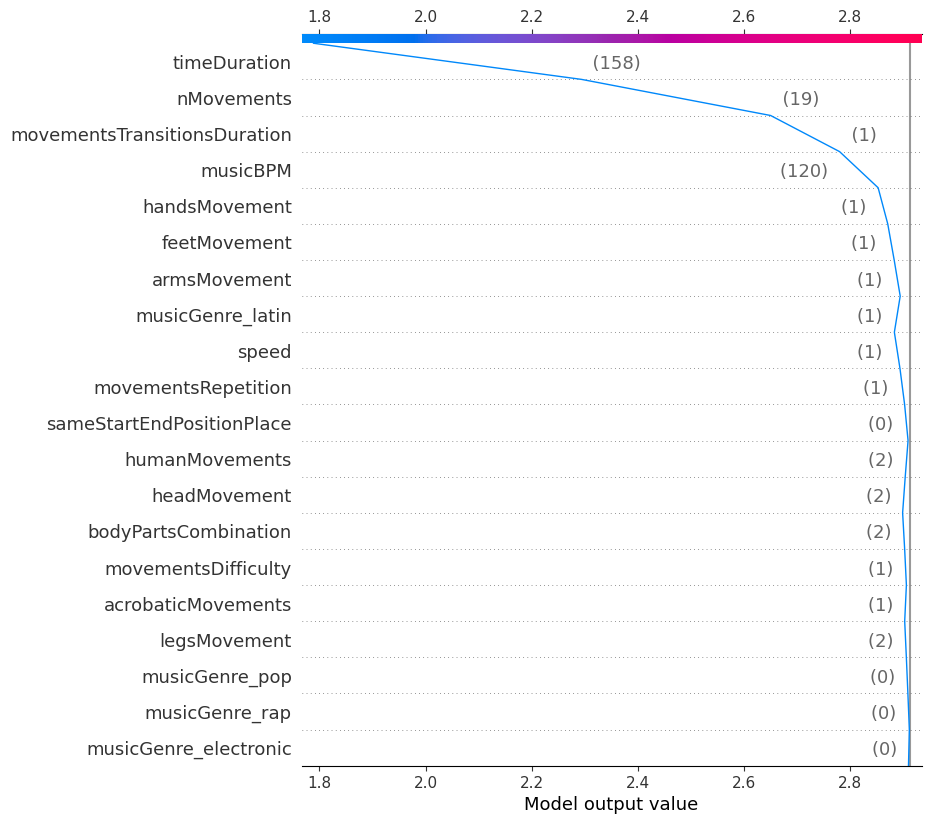 1.8 2.0 2.2 2.4 2.6 2.8
timeDuration (158)
nMovements (19)
movementsTransitionsDuration (1)
musicBPM (120)
handsMovement (1)
feetMovement (1)
armsMovement (1)
musicGenre_latin (1)
speed (1)
movementsRepetition (1)
sameStartEndPositionPlace (0)
humanMovements (2)
headMovement (2)
bodyPartsCombination (2)
movementsDifficulty (1)
acrobaticMovements (1)
legsMovement (2)
musicGenre_pop (0)
musicGenre_rap (0)
musicGenre_electronic (0)
1.8 2.0 2.2 2.4 2.6 2.8
Model output value